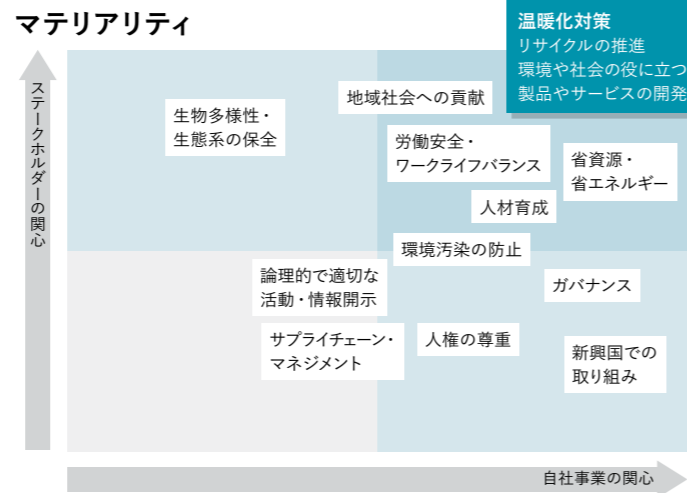 マテリアリティ
温暖化対策
リサイクルの推進
環境や社会の役に立つ
製品やサービスの開発
ステークホルダーの関心
地域社会への貢献
生物多様性・
生態系の保全
労働安全・
ワークライフバランス
省資源・
省エネルギー
人材育成
環境汚染の防止
論理的で適切な
活動・情報開示
ガバナンス
サプライチェーン・
マネジメント
人権の尊重
新興国での
取り組み
自社事業の関心